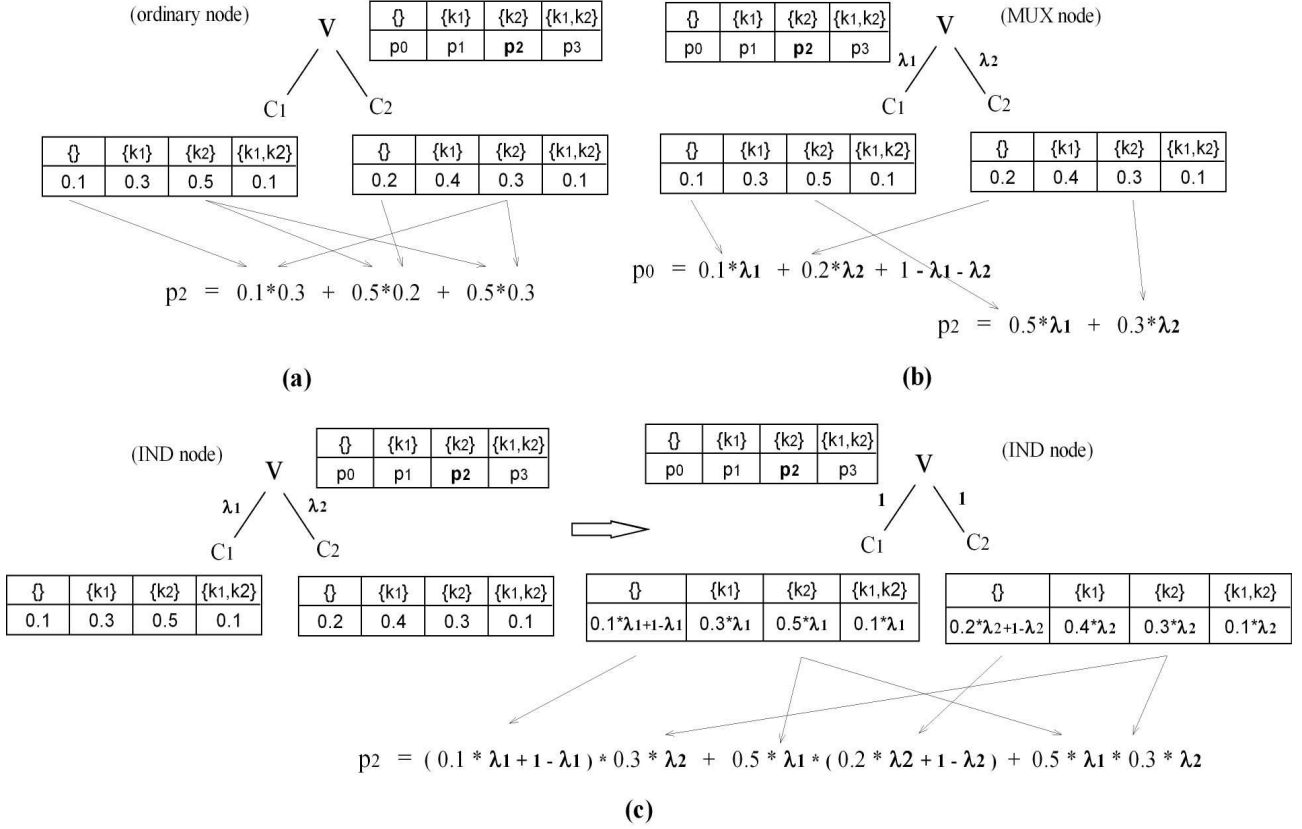 (ordinary node)
V
{} {k1} {k2} {k1,k2}
p0 p1 p2 p3
C1 C2
{} {k1} {k2} {k1,k2}
0.1 0.3 0.5 0.1
{} {k1} {k2} {k1,k2}
0.2 0.4 0.3 0.1
p2 = 0.1*0.3 + 0.5*0.2 + 0.5*0.3
(a)
{} {k1} {k2} {k1,k2}
p0 p1 p2 p3
V
(MUX node)
λ1 λ2
C1 C2
{} {k1} {k2} {k1,k2}
0.1 0.3 0.5 0.1
{} {k1} {k2} {k1,k2}
0.2 0.4 0.3 0.1
p0 = 0.1*λ1 + 0.2*λ2 + 1 - λ1 - λ2
p2 = 0.5*λ1 + 0.3*λ2
(b)
(IND node)
V
{} {k1} {k2} {k1,k2}
p0 p1 p2 p3
λ1 λ2
C1 C2
{} {k1} {k2} {k1,k2}
0.1 0.3 0.5 0.1
{} {k1} {k2} {k1,k2}
0.2 0.4 0.3 0.1
{} {k1} {k2} {k1,k2}
p0 p1 p2 p3
V
(IND node)
1 1
C1 C2
{} {k1} {k2} {k1,k2}
0.1*λ1+1-λ1 0.3*λ1 0.5*λ1 0.1*λ1
{} {k1} {k2} {k1,k2}
0.2*λ2+1-λ2 0.4*λ2 0.3*λ2 0.1*λ2
p2 = ( 0.1 * λ1 + 1 - λ1 ) * 0.3 * λ2 + 0.5 * λ1 * ( 0.2 * λ2 + 1 - λ2 ) + 0.5 * λ1 * 0.3 * λ2
(c)